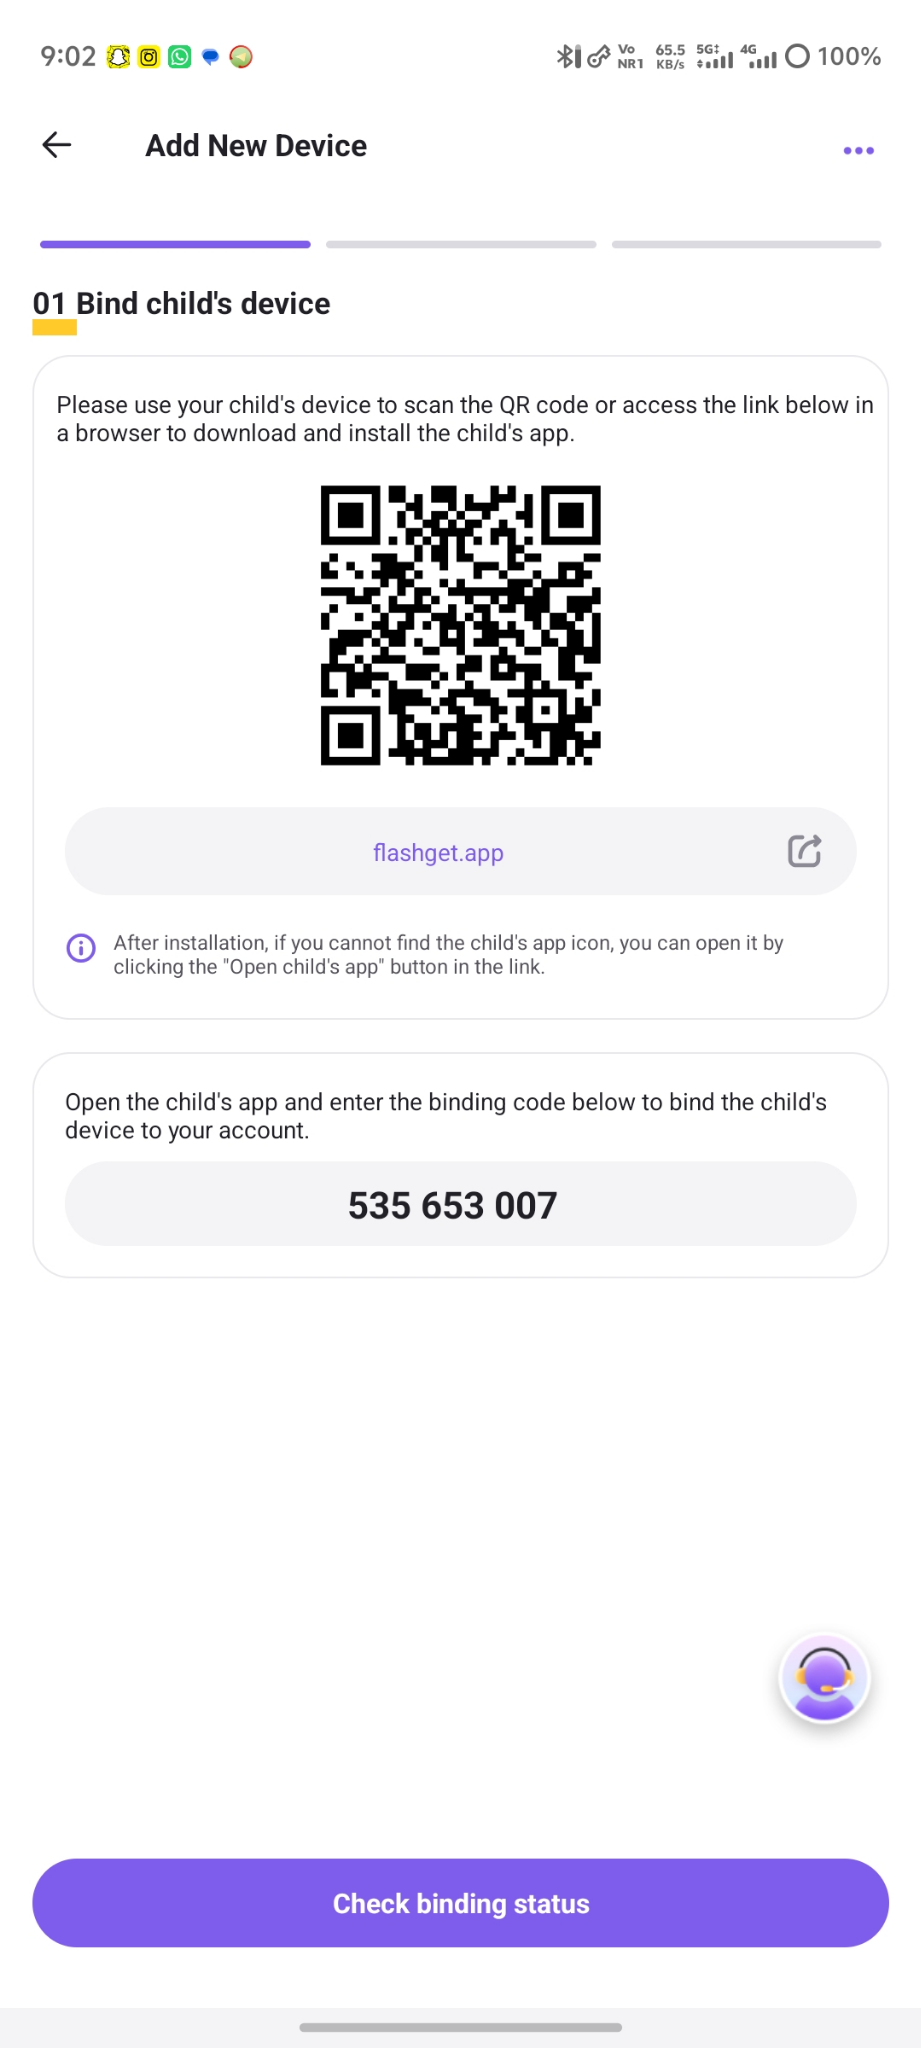 9:02
Vo
NR1
65.5
KB/s
5G
4G
100%
Add New Device
01 Bind child's device
Please use your child's device to scan the QR code or access the link below in
a browser to download and install the child's app.
flashget.app
After installation, if you cannot find the child's app icon, you can open it by
clicking the "Open child's app" button in the link.
Open the child's app and enter the binding code below to bind the child's
device to your account.
535 653 007
Check binding status